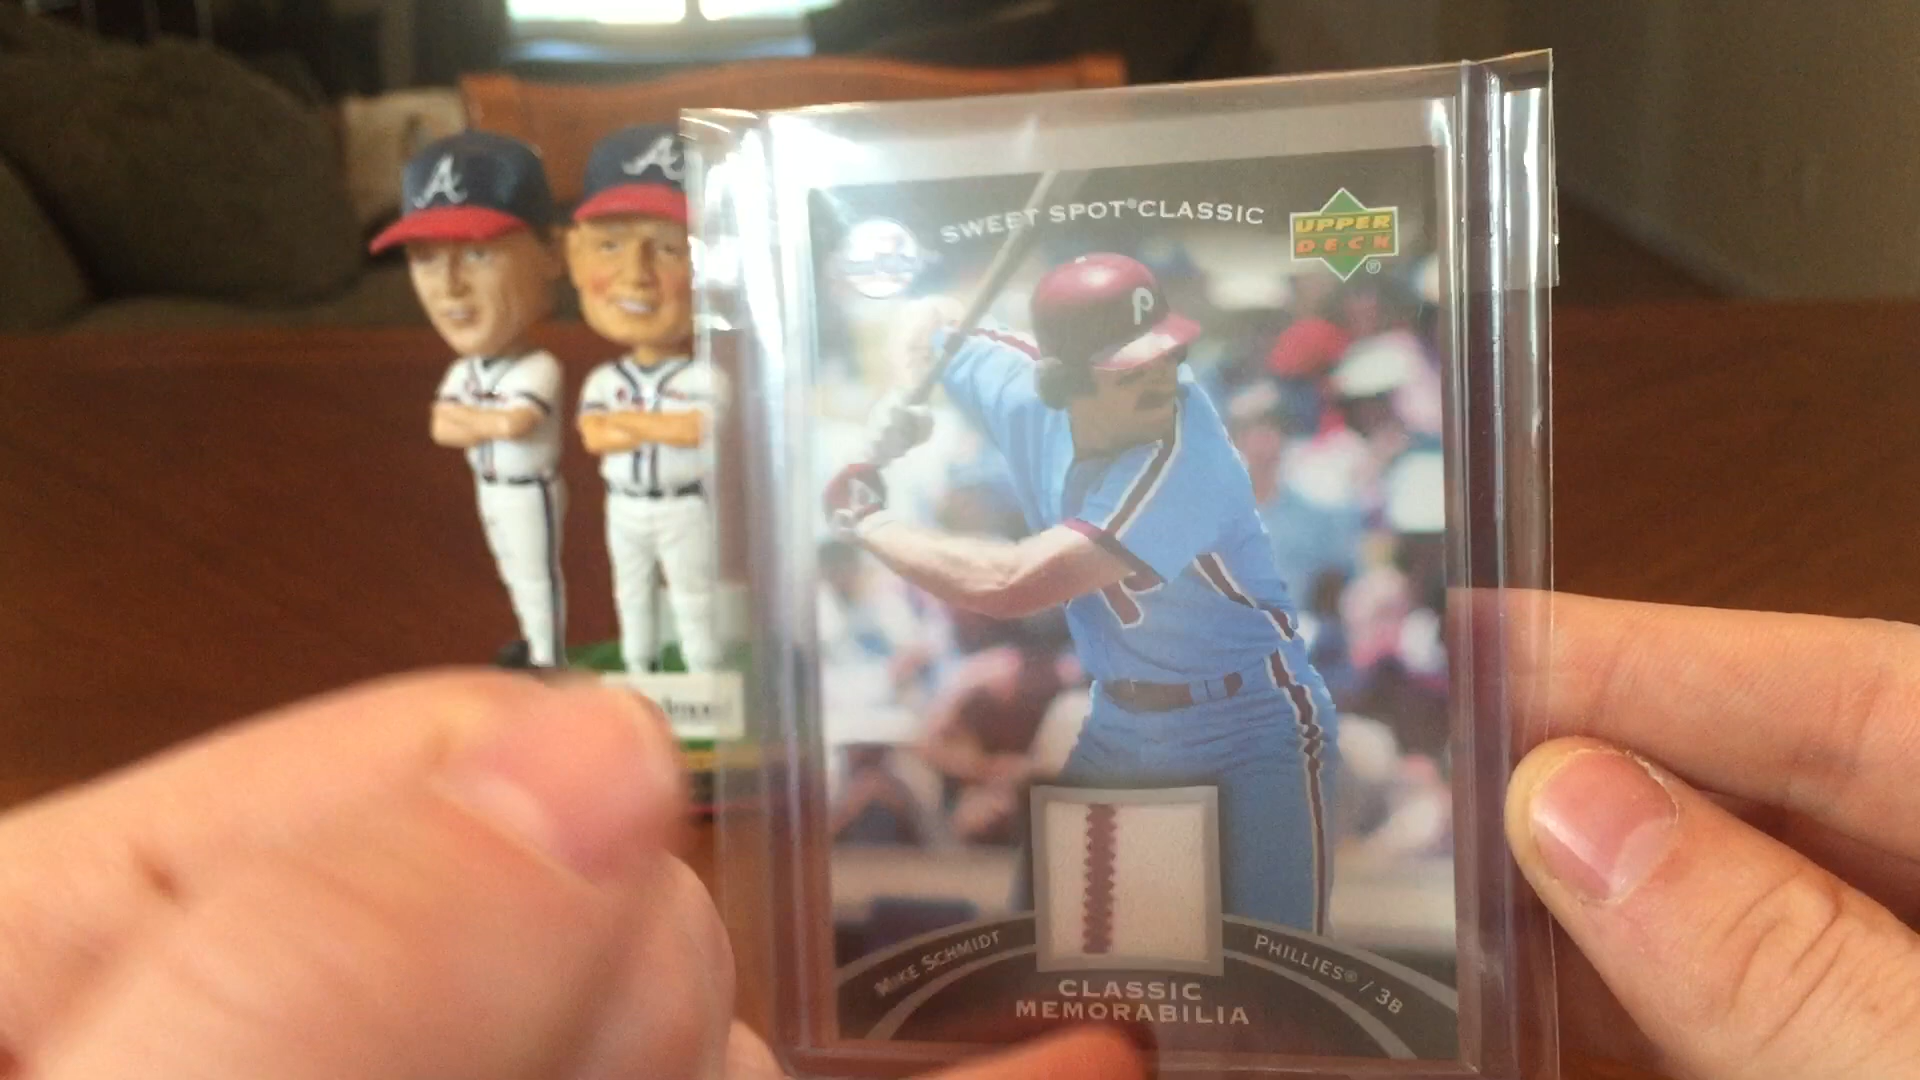 A
A
SWEET SPOT® CLASSIC
UPPER
DECK
®
P
MIKE SCHMIDT
PHILLIES® / 3B
CLASSIC
MEMORABILIA